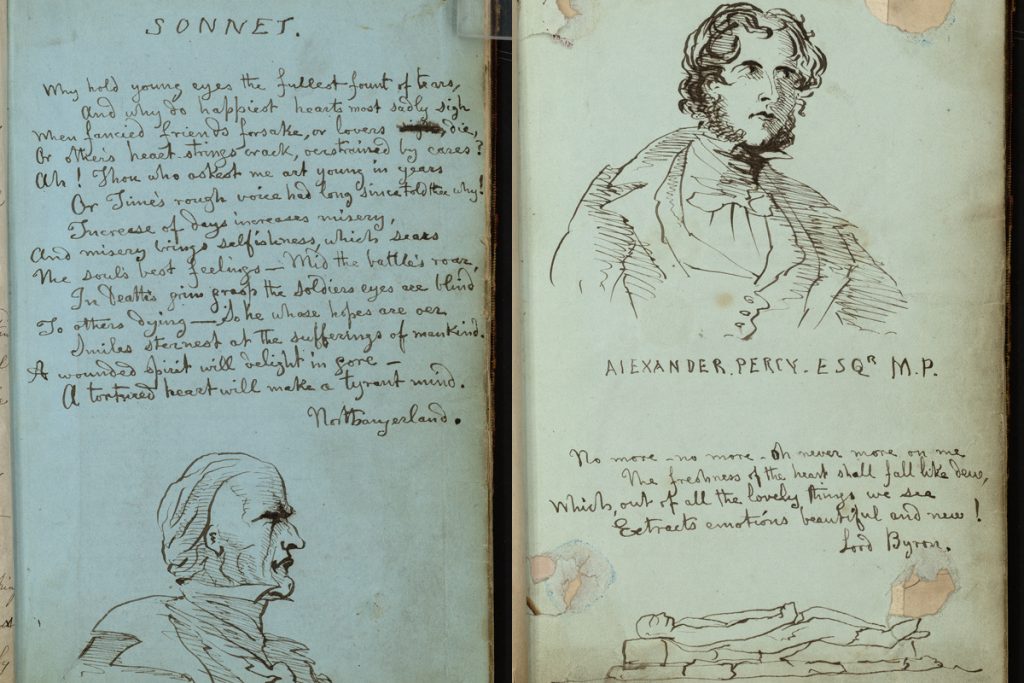 SONNET.
Why hold young eyes the fullest fount of tears,
And why do happiest hearts most sadly sigh
When fancied friends forsake, or lovers die,
Or other's heart-strings crack, oerstrained by cares?
Ah! Thou who askest me art young in years
Or Time's rough voice had long since told thee why!
Increase of days increases misery,
And misery brings selfishness, which sears
The soul's best feelings – Mid the battle's roar,
In Death's grim grasp the soldiers eyes are blind
To others dying – So he whose hopes are oer
Smiles sternest at the sufferings of mankind.
A wounded spirit will delight in gore –
A tortured heart will make a tyrant mind.
Northangerland.
ALEXANDER. PERCY. ESQR M.P.
No more – no more – oh never more on me
The freshness of the heart shall fall like dew,
Which, out of all the lovely things we see
Extracts emotions beautiful and new!
Lord Byron.